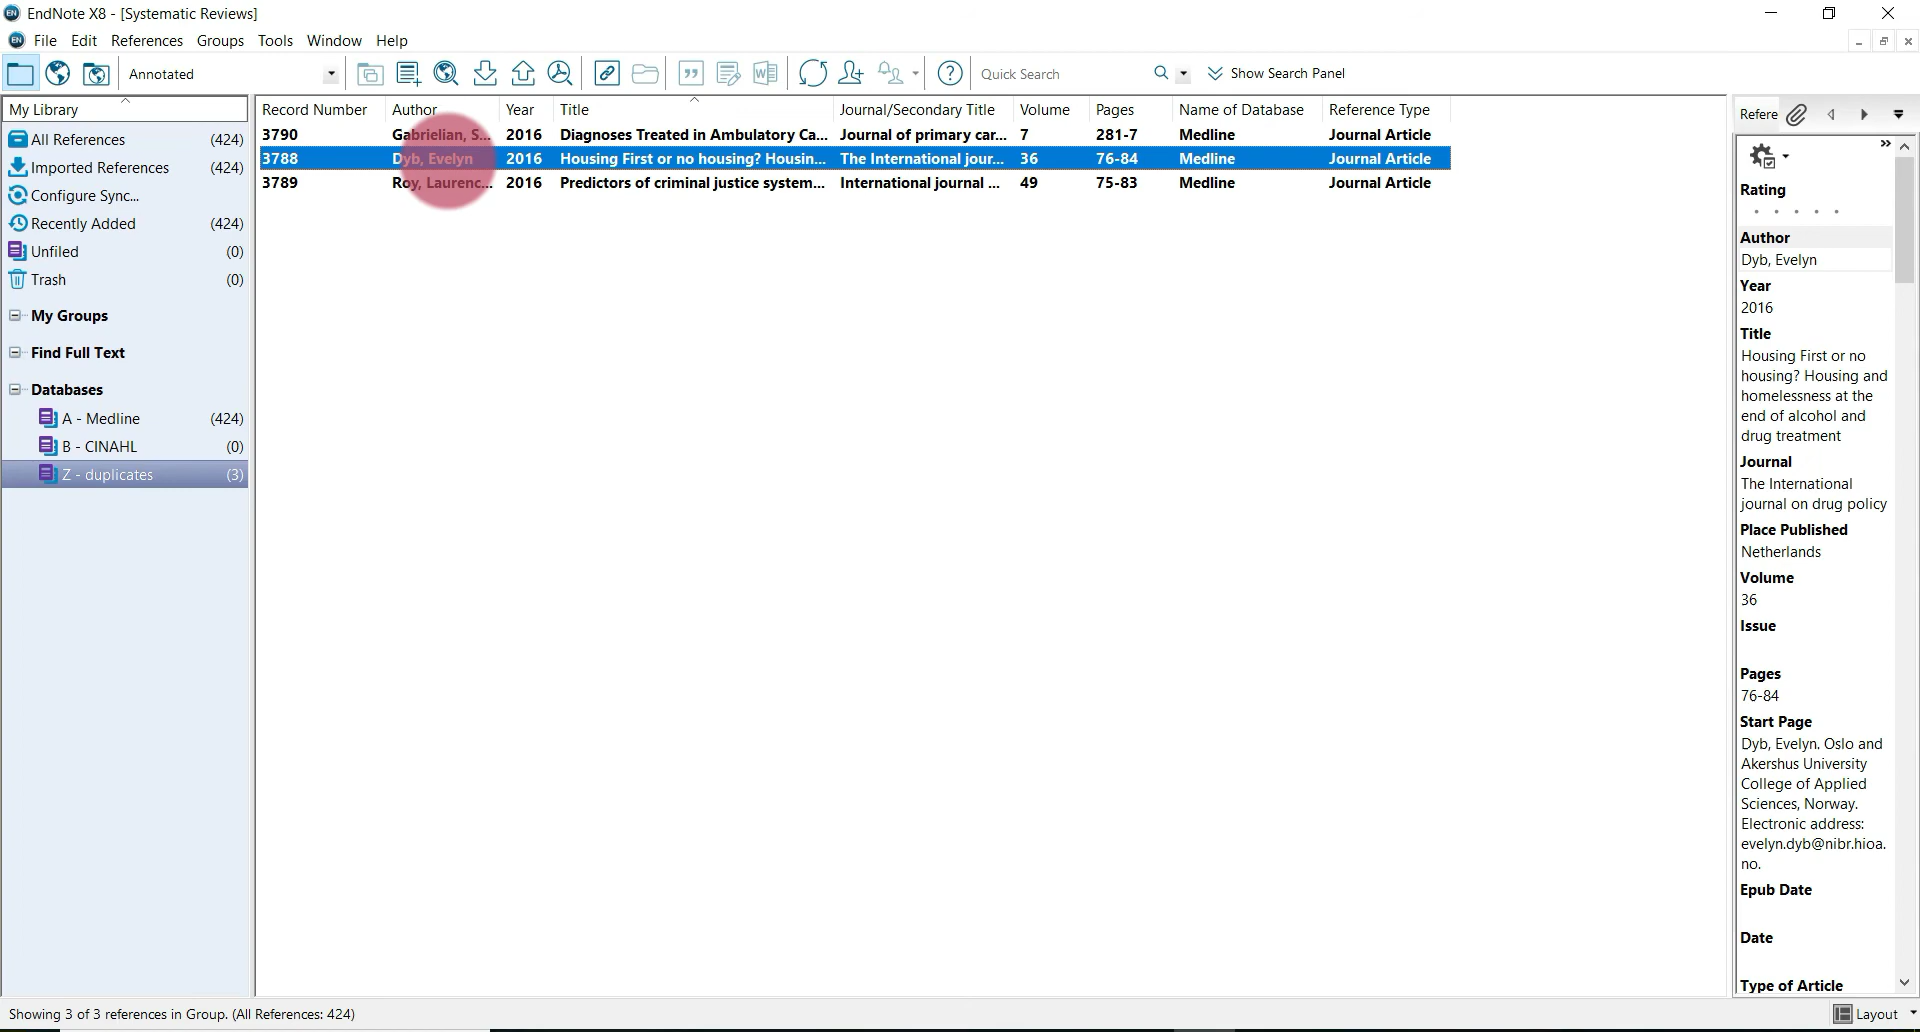 EndNote X8 - [Systematic Reviews]
File Edit References Groups Tools Window Help
Annotated
Quick Search
Show Search Panel
My Library
All References (424)
Imported References (424)
Configure Sync...
Recently Added (424)
Unfiled (0)
Trash (0)
My Groups
Find Full Text
Databases
A - Medline (424)
B - CINAHL (0)
Z - duplicates (3)
Record Number Author Year Title Journal/Secondary Title Volume Pages Name of Database Reference Type
3790 Gabrielian, S... 2016 Diagnoses Treated in Ambulatory Ca... Journal of primary car... 7 281-7 Medline Journal Article
3788 Dyb, Evelyn 2016 Housing First or no housing? Housin... The International jour... 36 76-84 Medline Journal Article
3789 Roy, Laurenc... 2016 Predictors of criminal justice system... International journal ... 49 75-83 Medline Journal Article
Refere
Rating
Author
Dyb, Evelyn
Year
2016
Title
Housing First or no
housing? Housing and
homelessness at the
end of alcohol and
drug treatment
Journal
The International
journal on drug policy
Place Published
Netherlands
Volume
36
Issue
Pages
76-84
Start Page
Dyb, Evelyn. Oslo and
Akershus University
College of Applied
Sciences, Norway.
Electronic address:
evelyn.dyb@nibr.hioa.
no.
Epub Date
Date
Type of Article
Showing 3 of 3 references in Group. (All References: 424)
Layout